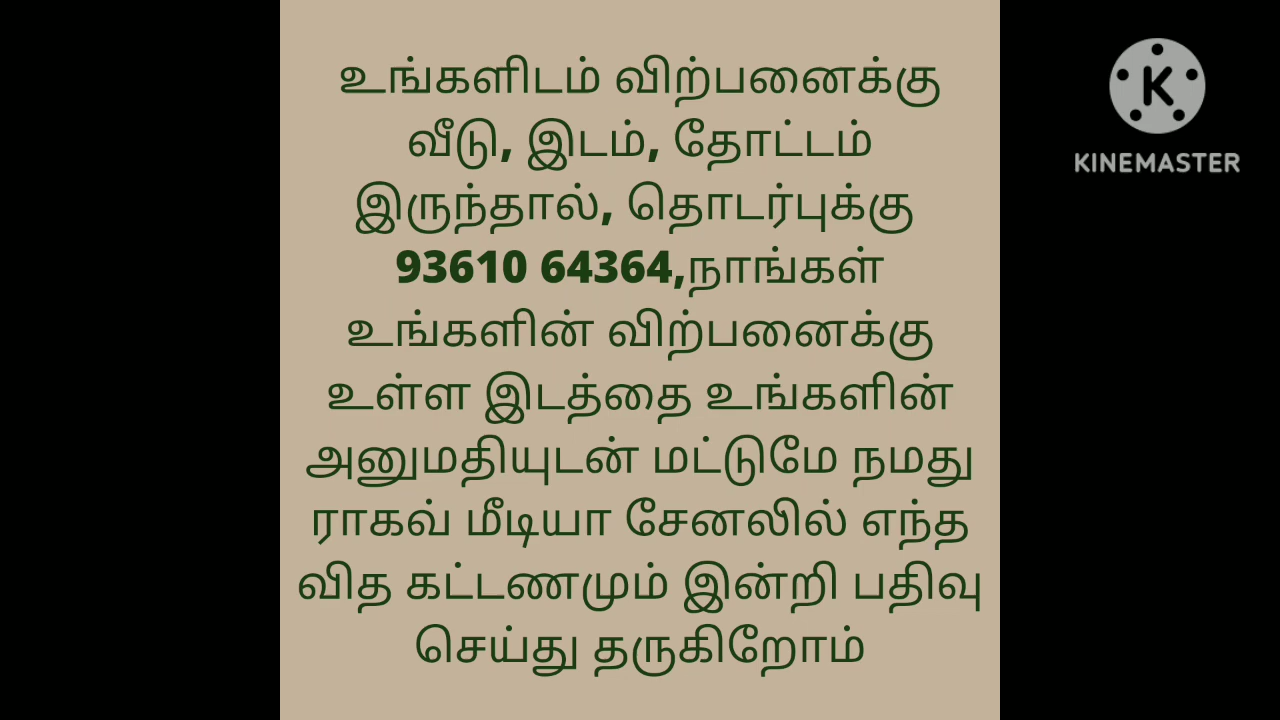 உங்களிடம் விற்பனைக்கு
வீடு, இடம், தோட்டம்
இருந்தால், தொடர்புக்கு
93610 64364,நாங்கள்
உங்களின் விற்பனைக்கு
உள்ள இடத்தை உங்களின்
அனுமதியுடன் மட்டுமே நமது
ராகவ் மீடியா சேனலில் எந்த
வித கட்டணமும் இன்றி பதிவு
செய்து தருகிறோம்
K
KINEMASTER